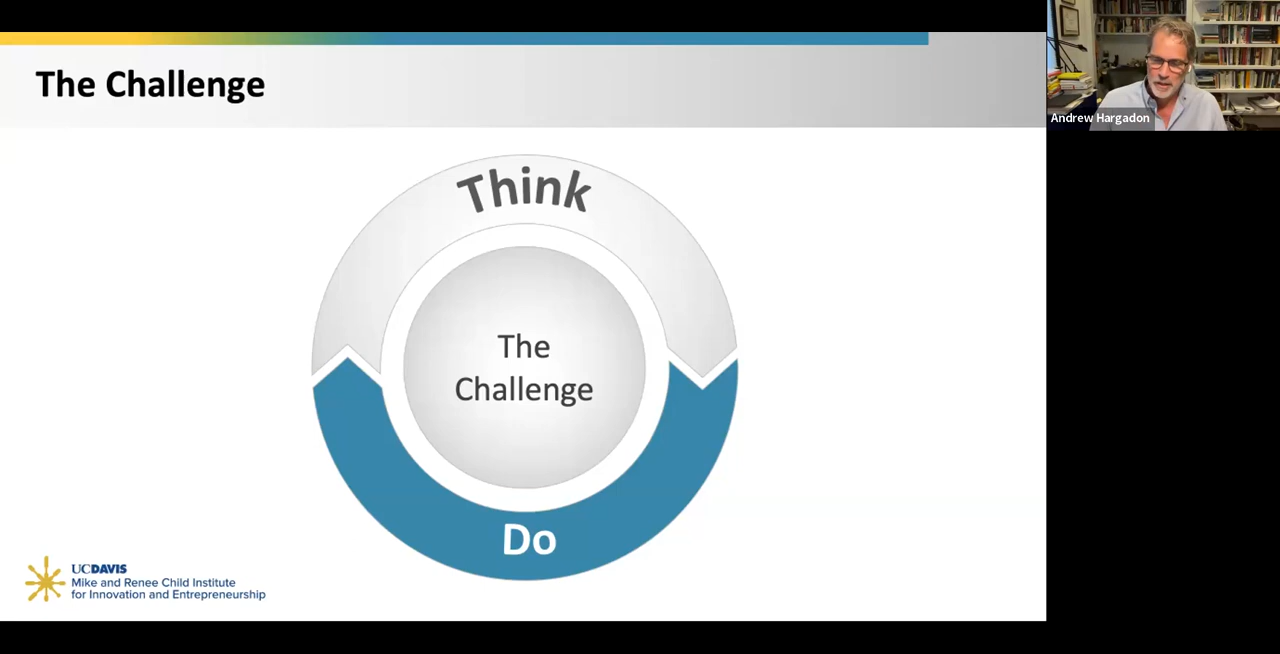 The Challenge
Think
The
Challenge
Do
UCDAVIS
Mike and Renee Child Institute
for Innovation and Entrepreneurship
Andrew Hargadon